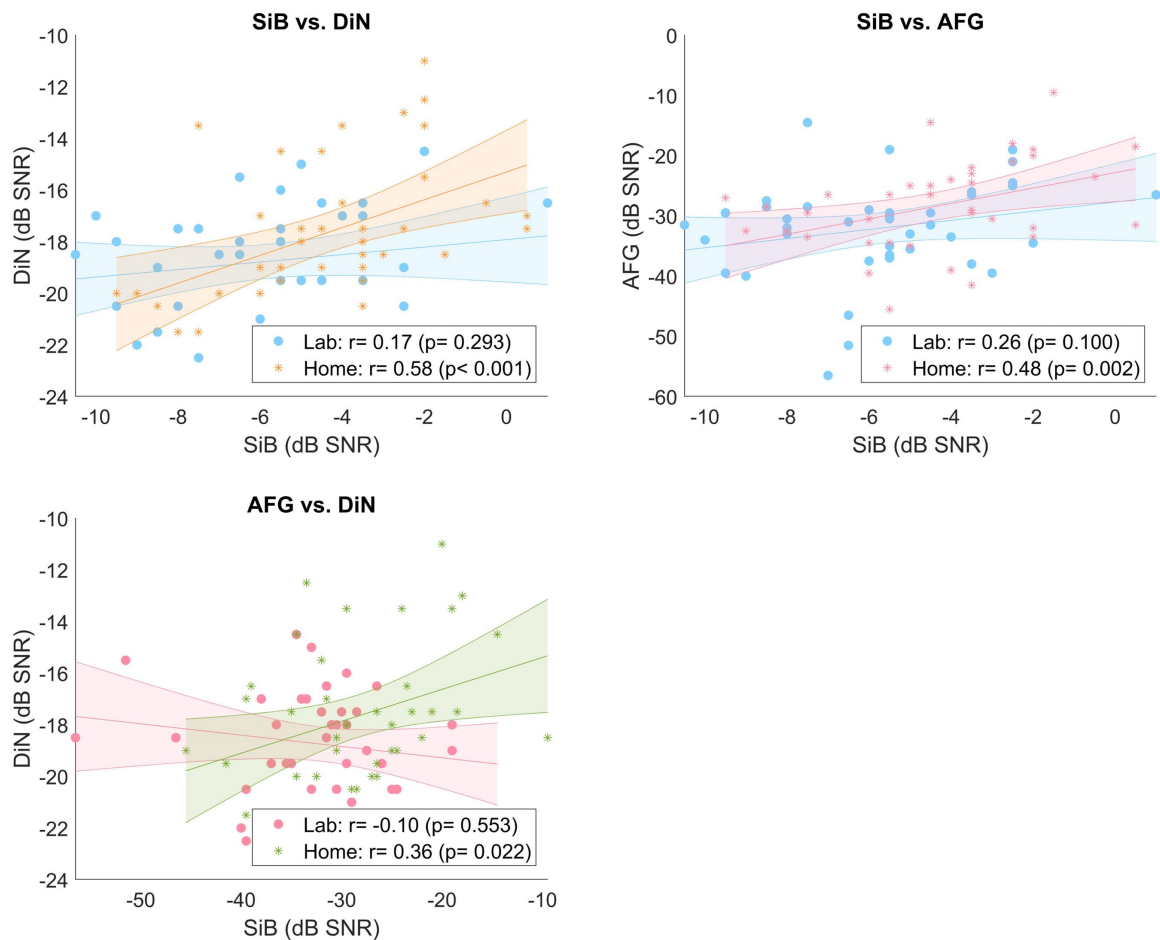 SiB vs. DiN
-10
-12
-14
-16
-18
-20
-22
-24
DiN (dB SNR)
Lab: r= 0.17 (p= 0.293)
Home: r= 0.58 (p< 0.001)
-10 -8 -6 -4 -2 0
SiB (dB SNR)
SiB vs. AFG
0
-10
-20
-30
-40
-50
-60
AFG (dB SNR)
Lab: r= 0.26 (p= 0.100)
Home: r= 0.48 (p= 0.002)
-10 -8 -6 -4 -2 0
SiB (dB SNR)
AFG vs. DiN
-10
-12
-14
-16
-18
-20
-22
-24
DiN (dB SNR)
Lab: r= -0.10 (p= 0.553)
Home: r= 0.36 (p= 0.022)
-50 -40 -30 -20 -10
SiB (dB SNR)